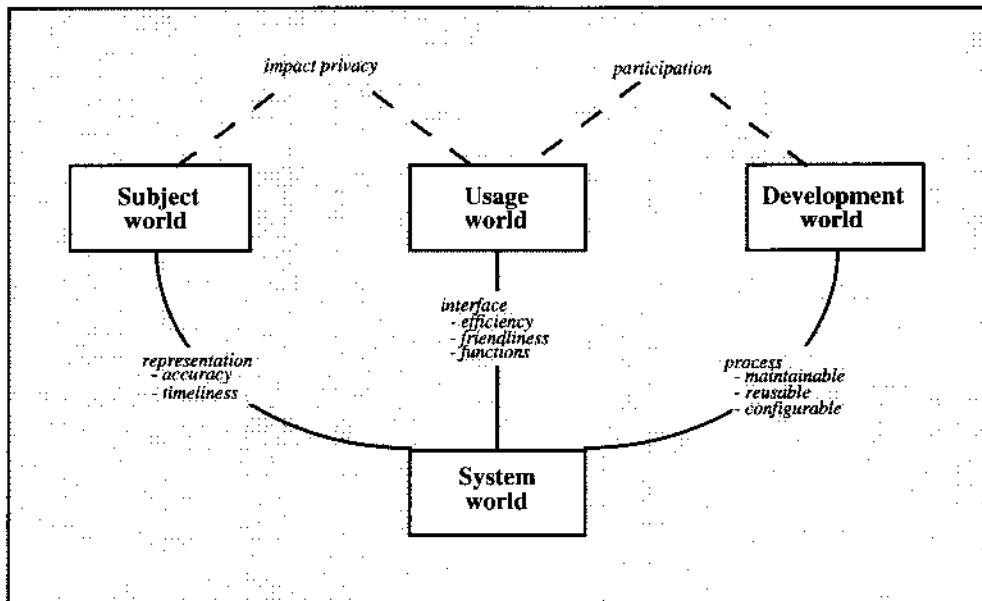 impact privacy
participation
Subject
world
Usage
world
Development
world
interface
- efficiency
- friendliness
- functions
representation
- accuracy
- timeliness
process
- maintainable
- reusable
- configurable
System
world